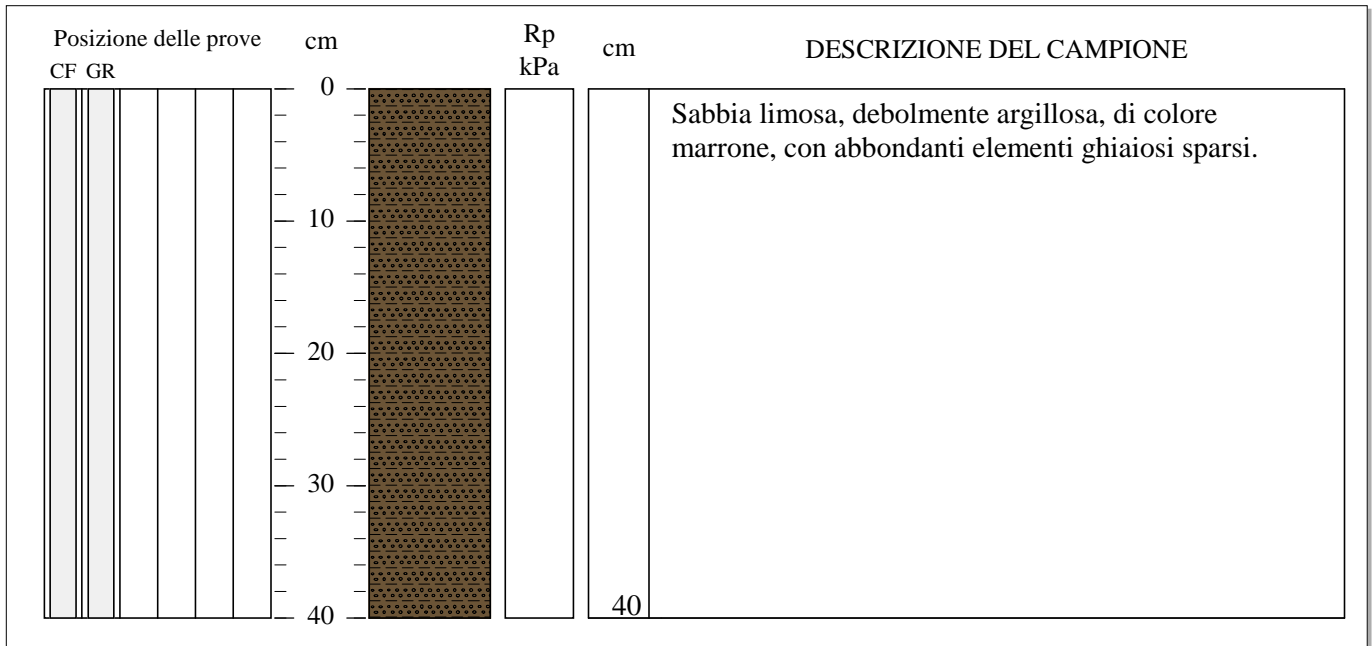 Posizione delle prove
CF GR
cm
Rp
kPa
cm
DESCRIZIONE DEL CAMPIONE
0
10
20
30
40
40
Sabbia limosa, debolmente argillosa, di colore
marrone, con abbondanti elementi ghiaiosi sparsi.